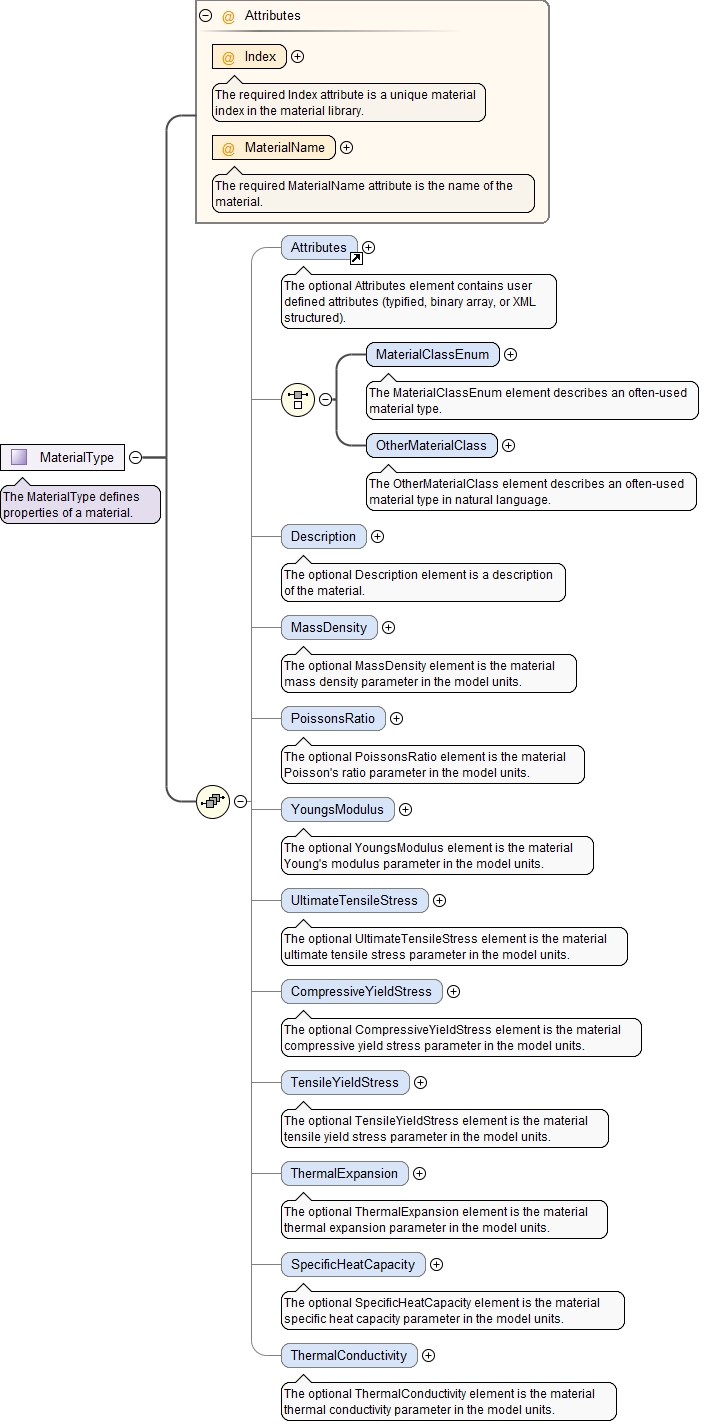 Attributes
Index
The required Index attribute is a unique material
index in the material library.
MaterialName
The required MaterialName attribute is the name of the
material.
Attributes
The optional Attributes element contains user
defined attributes (typified, binary array, or XML
structured).
MaterialClassEnum
The MaterialClassEnum element describes an often-used
material type.
OtherMaterialClass
The OtherMaterialClass element describes an often-used
material type in natural language.
MaterialType
The MaterialType defines
properties of a material.
Description
The optional Description element is a description
of the material.
MassDensity
The optional MassDensity element is the material
mass density parameter in the model units.
PoissonsRatio
The optional PoissonsRatio element is the material
Poisson's ratio parameter in the model units.
YoungsModulus
The optional YoungsModulus element is the material
Young's modulus parameter in the model units.
UltimateTensileStress
The optional UltimateTensileStress element is the material
ultimate tensile stress parameter in the model units.
CompressiveYieldStress
The optional CompressiveYieldStress element is the material
compressive yield stress parameter in the model units.
TensileYieldStress
The optional TensileYieldStress element is the material
tensile yield stress parameter in the model units.
ThermalExpansion
The optional ThermalExpansion element is the material
thermal expansion parameter in the model units.
SpecificHeatCapacity
The optional SpecificHeatCapacity element is the material
specific heat capacity parameter in the model units.
ThermalConductivity
The optional ThermalConductivity element is the material
thermal conductivity parameter in the model units.